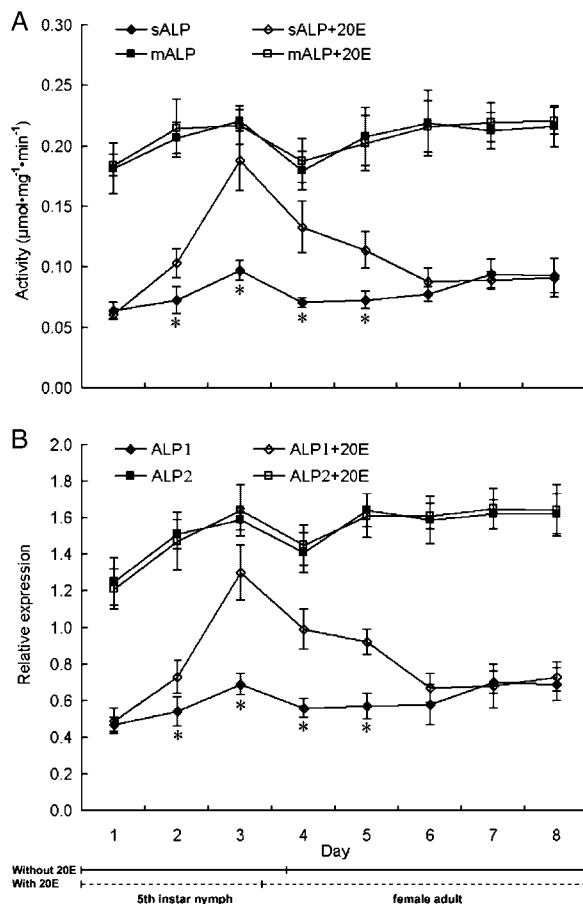 A
sALP
sALP+20E
mALP
mALP+20E
0.30
0.25
0.20
0.15
0.10
0.05
0.00
Activity (μmol•mg⁻¹•min⁻¹)
*
*
*
*
B
ALP1
ALP1+20E
ALP2
ALP2+20E
2.0
1.8
1.6
1.4
1.2
1.0
0.8
0.6
0.4
0.2
0.0
Relative expression
*
*
*
*
1 2 3 4 5 6 7 8
Day
Without 20E
With 20E
5th instar nymph female adult